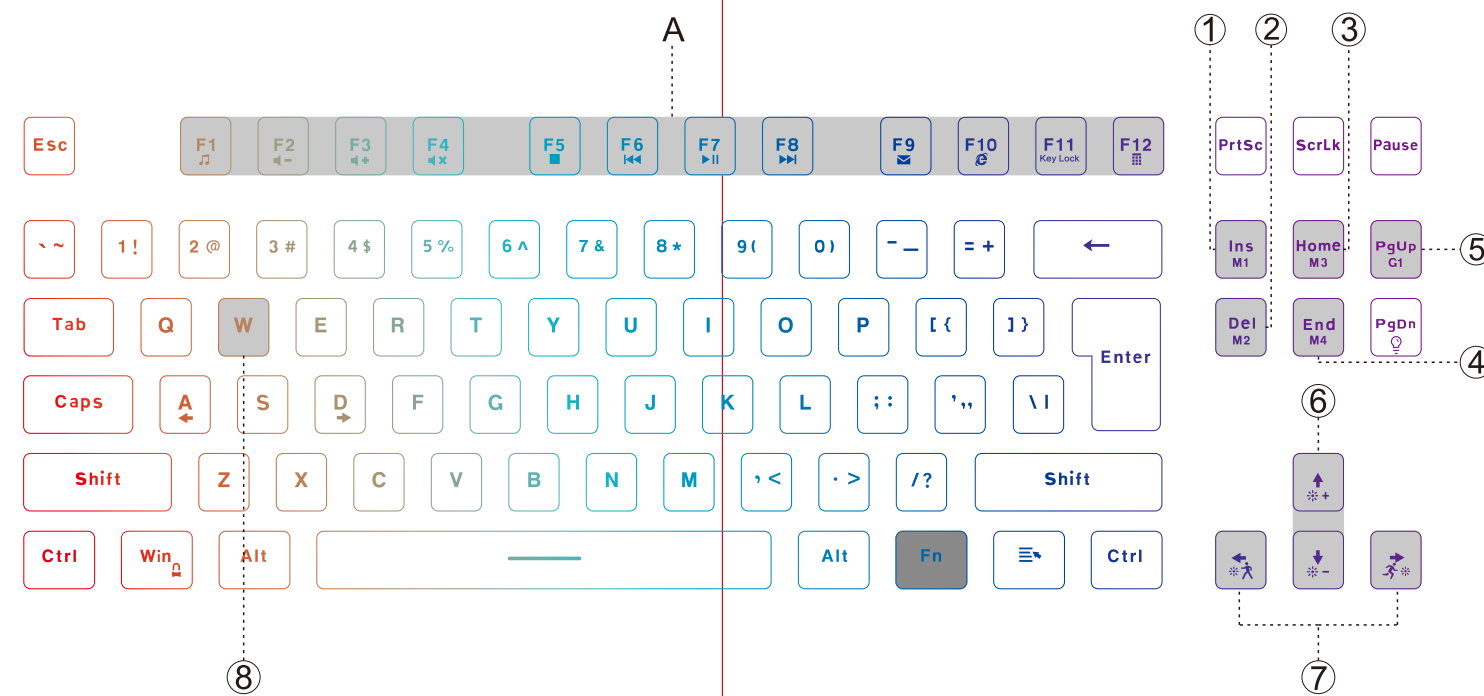 A ① ② ③
Esc F1 F2 F3 F4 F5 F6 F7 F8 F9 F10 F11 F12 PrtSc ScrLk Pause
Key Lock
` ~ 1 ! 2 @ 3 # 4 $ 5 % 6 ^ 7 & 8 * 9 ( 0 ) - — = + ← Ins Home PgUp ⑤
M1 M3 G1
Tab Q W E R T Y U I O P [ { ] } Enter Del End PgDn
M2 M4 ④
Caps A S D F G H J K L ; : ' ,, \ | ⑥
Shift Z X C V B N M , < . > / ? Shift
+
Ctrl Win Alt Alt Fn Ctrl
-
⑧ ⑦